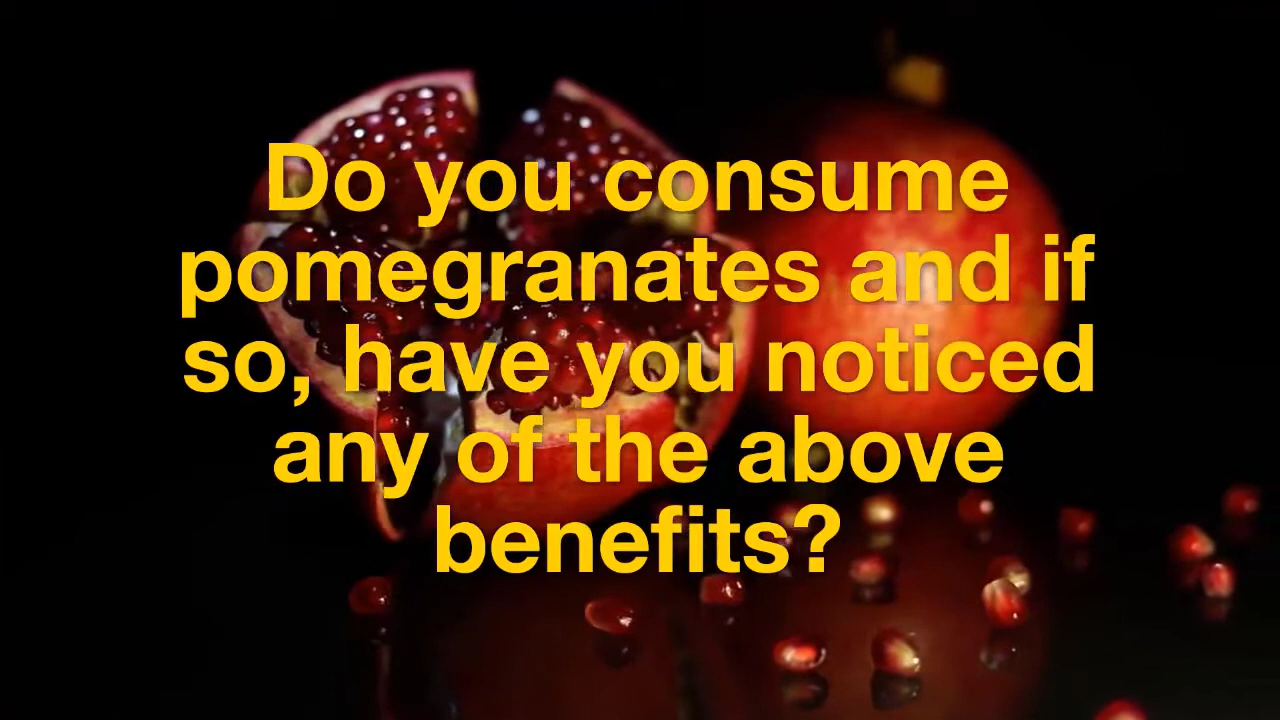 Do you consume
pomegranates and if
so, have you noticed
any of the above
benefits?